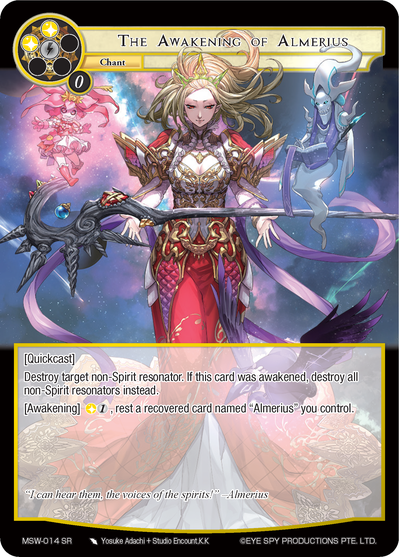 The Awakening of Almerius
Chant
0
[Quickcast]
Destroy target non-Spirit resonator. If this card was awakened, destroy all
non-Spirit resonators instead.
[Awakening] 1 , rest a recovered card named “Almerius” you control.
“I can hear them, the voices of the spirits!” –Almerius
MSW-014 SR Yosuke Adachi + Studio Encount.K.K ©EYE SPY PRODUCTIONS PTE. LTD.